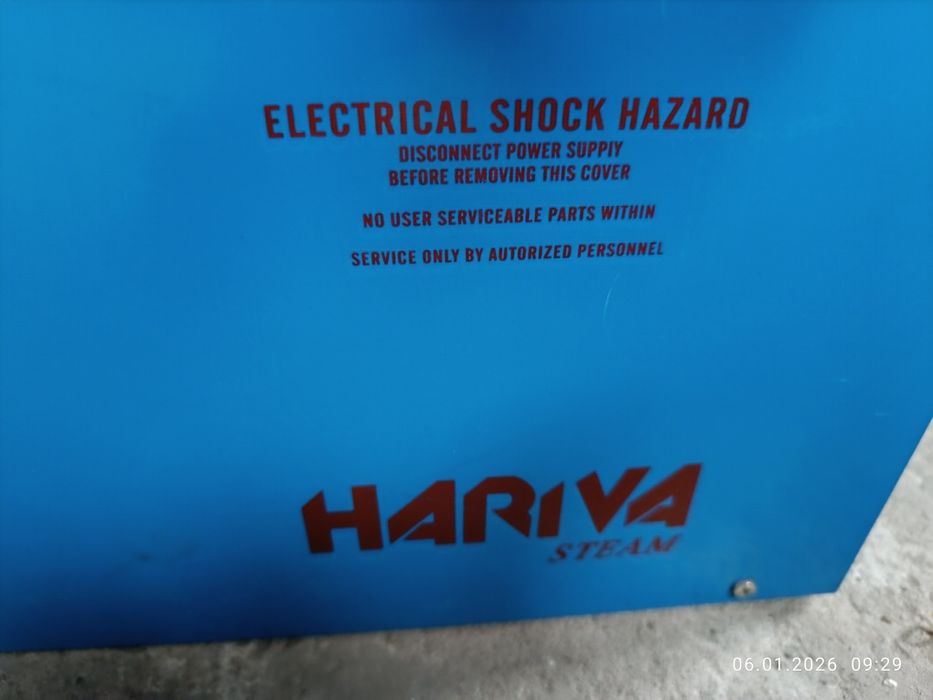 ELECTRICAL SHOCK HAZARD
DISCONNECT POWER SUPPIY
BEFORE REMOVING THIS COVER
NO USER SERVICEABLE PARTS WITHIN
SERVICE ONLY BY AUTORIZED PERSONNEL
HARIVA
STEAM
06.01.2026 09:29